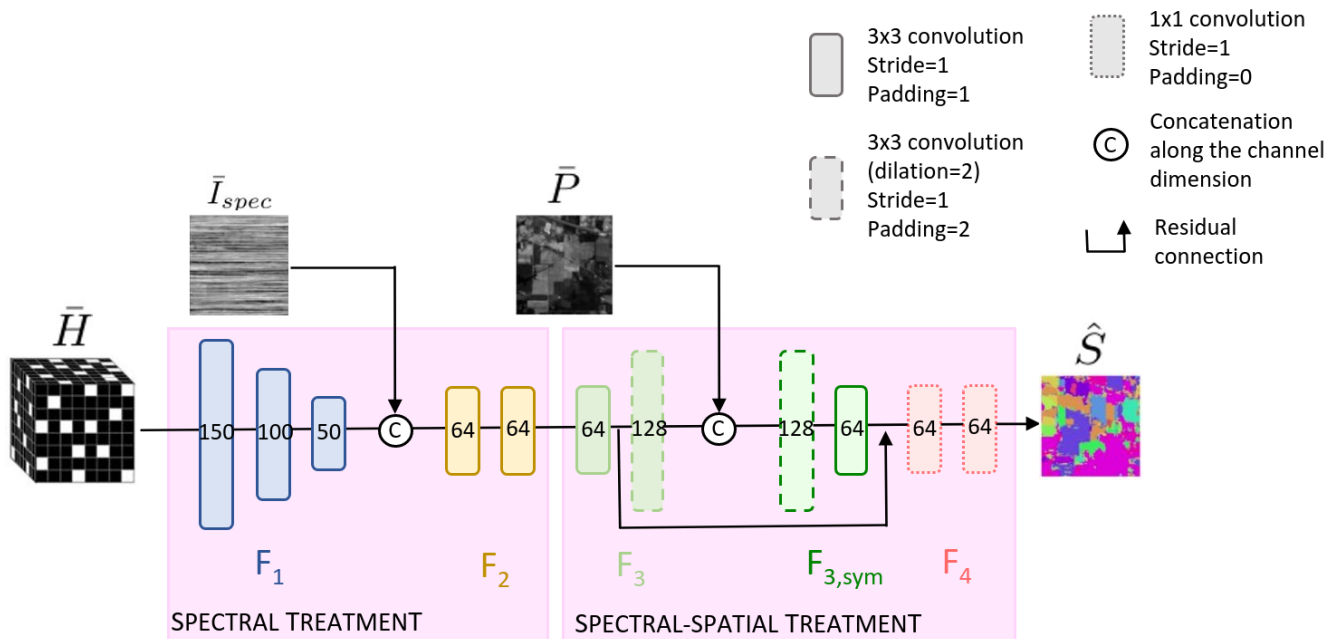 3x3 convolution
Stride=1
Padding=1
1x1 convolution
Stride=1
Padding=0
3x3 convolution
(dilation=2)
Stride=1
Padding=2
C
Concatenation
along the channel
dimension
Residual
connection
H̄
Ī_spec
P̄
Ŝ
150
100
50
C
64
64
64
128
C
128
64
64
64
F₁
F₂
F₃
F₃,sym
F₄
SPECTRAL TREATMENT
SPECTRAL-SPATIAL TREATMENT